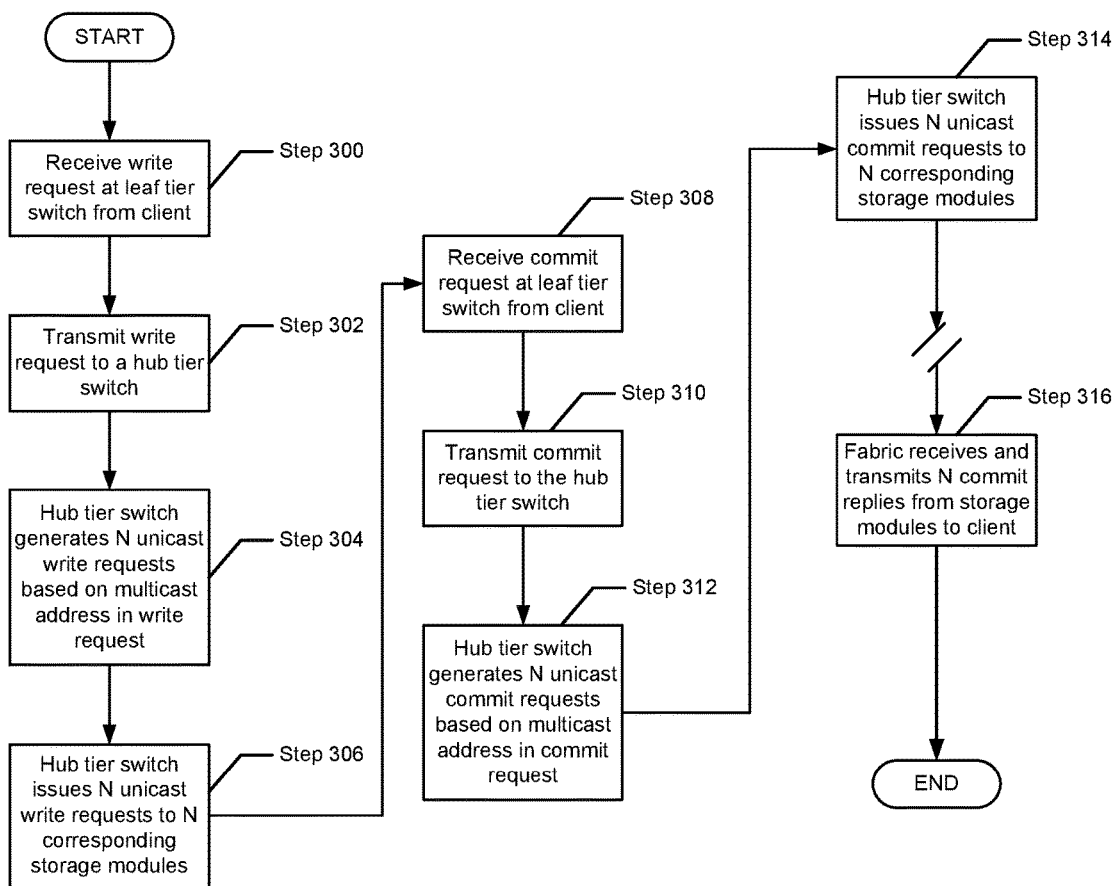 START
Step 300
Receive write
request at leaf tier
switch from client
Step 302
Transmit write
request to a hub tier
switch
Step 304
Hub tier switch
generates N unicast
write requests
based on multicast
address in write
request
Step 306
Hub tier switch
issues N unicast
write requests to N
corresponding
storage modules
Step 308
Receive commit
request at leaf tier
switch from client
Step 310
Transmit commit
request to the hub
tier switch
Step 312
Hub tier switch
generates N unicast
commit requests
based on multicast
address in commit
request
Step 314
Hub tier switch
issues N unicast
commit requests to
N corresponding
storage modules
Step 316
Fabric receives and
transmits N commit
replies from storage
modules to client
END